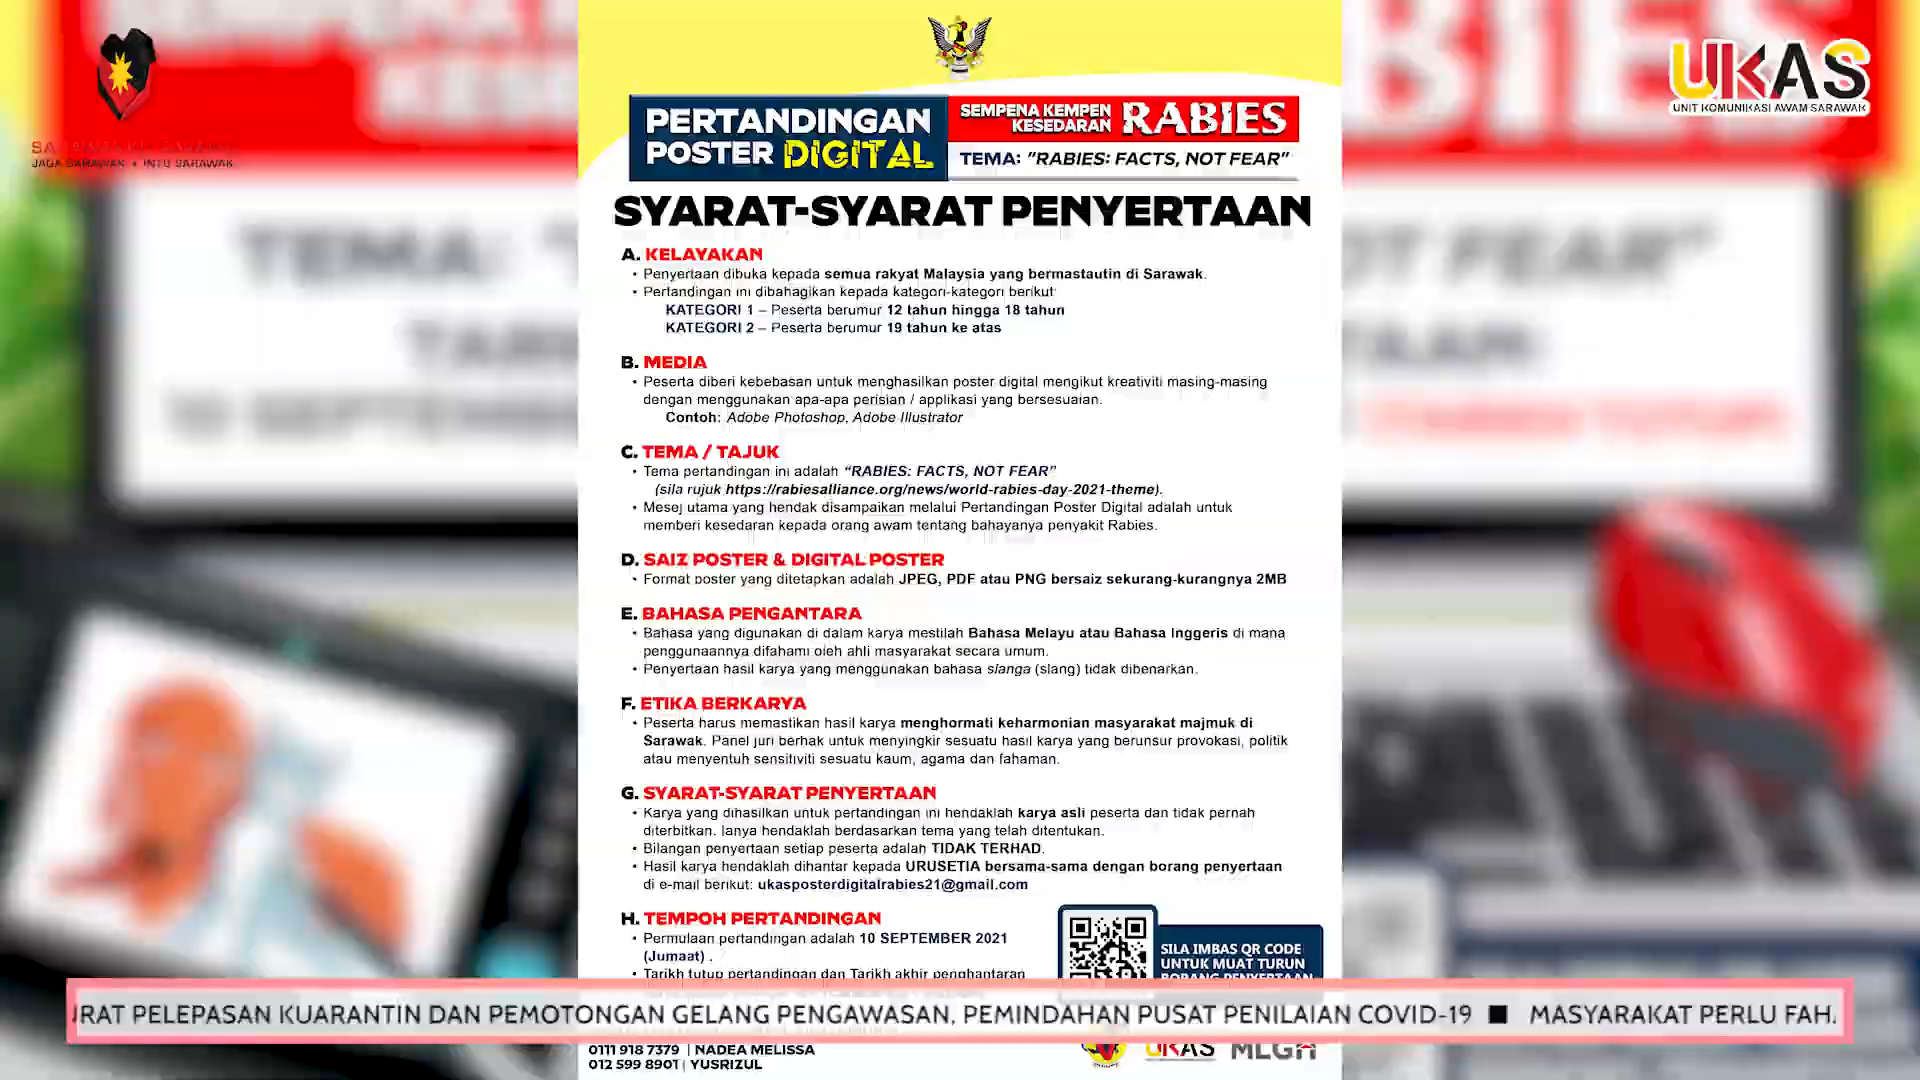 UKAS
UNIT KOMUNIKASI AWAM SARAWAK
JAGA SARAWAK • INTU SARAWAK
PERTANDINGAN
POSTER DIGITAL
SEMPENA KEMPEN
KESEDARAN RABIES
TEMA: "RABIES: FACTS, NOT FEAR"
SYARAT-SYARAT PENYERTAAN
A. KELAYAKAN
• Penyertaan dibuka kepada semua rakyat Malaysia yang bermastautin di Sarawak.
• Pertandingan ini dibahagikan kepada kategori-kategori berikut
KATEGORI 1 – Peserta berumur 12 tahun hingga 18 tahun
KATEGORI 2 – Peserta berumur 19 tahun ke atas
B. MEDIA
• Peserta diberi kebebasan untuk menghasilkan poster digital mengikut kreativiti masing-masing
dengan menggunakan apa-apa perisian / applikasi yang bersesuaian.
Contoh: Adobe Photoshop, Adobe Illustrator
C. TEMA / TAJUK
• Tema pertandingan ini adalah "RABIES: FACTS, NOT FEAR"
(sila rujuk https://rabiesalliance.org/news/world-rabies-day-2021-theme).
• Mesej utama yang hendak disampaikan melalui Pertandingan Poster Digital adalah untuk
memberi kesedaran kepada orang awam tentang bahayanya penyakit Rabies.
D. SAIZ POSTER & DIGITAL POSTER
• Format poster yang ditetapkan adalah JPEG, PDF atau PNG bersaiz sekurang-kurangnya 2MB
E. BAHASA PENGANTARA
• Bahasa yang digunakan di dalam karya mestilah Bahasa Melayu atau Bahasa Inggeris di mana
penggunaannya difahami oleh ahli masyarakat secara umum.
• Penyertaan hasil karya yang menggunakan bahasa slanga (slang) tidak dibenarkan.
F. ETIKA BERKARYA
• Peserta harus memastikan hasil karya menghormati keharmonian masyarakat majmuk di
Sarawak. Panel juri berhak untuk menyingkir sesuatu hasil karya yang berunsur provokasi, politik
atau menyentuh sensitiviti sesuatu kaum, agama dan fahaman.
G. SYARAT-SYARAT PENYERTAAN
• Karya yang dihasilkan untuk pertandingan ini hendaklah karya asli peserta dan tidak pernah
diterbitkan. Ianya hendaklah berdasarkan tema yang telah ditentukan.
• Bilangan penyertaan setiap peserta adalah TIDAK TERHAD.
• Hasil karya hendaklah dihantar kepada URUSETIA bersama-sama dengan borang penyertaan
di e-mail berikut: ukasposterdigitalrabies21@gmail.com
H. TEMPOH PERTANDINGAN
• Permulaan pertandingan adalah 10 SEPTEMBER 2021
(Jumaat) .
• Tarikh tutup pertandingan dan Tarikh akhir penghantaran
SILA IMBAS QR CODE
UNTUK MUAT TURUN
BORANG PENYERTAAN
RAT PELEPASAN KUARANTIN DAN PEMOTONGAN GELANG PENGAWASAN, PEMINDAHAN PUSAT PENILAIAN COVID-19 ■ MASYARAKAT PERLU FAH
0111 918 7379 | NADEA MELISSA
012 599 8901 | YUSRIZUL
UKAS MLGH